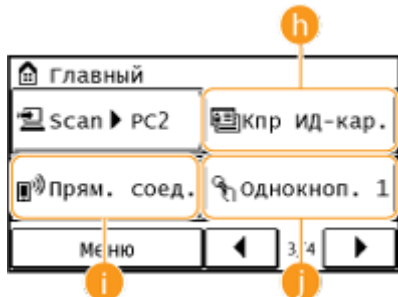 h
Главный
Scan▶ PC2
Кпр ИД-кар.
Прям. соед.
Однокноп. 1
Меню
◀ 3/4 ▶
i
j